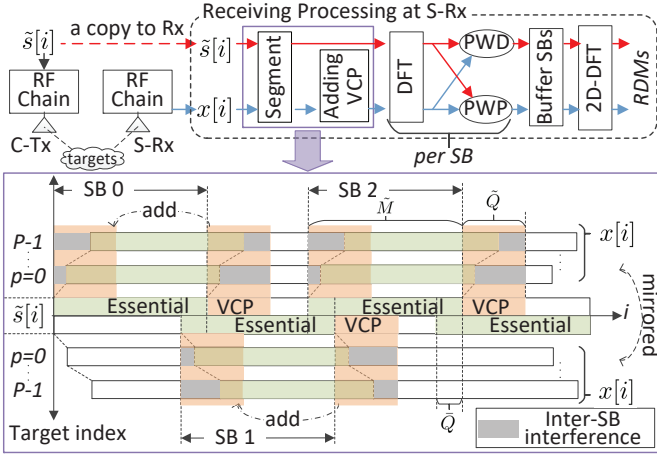 Receiving Processing at S-Rx
s̃[i] a copy to Rx s̃[i]
RF Chain
RF Chain
x[i]
Segment
Adding VCP
DFT
PWD
PWP
Buffer SBs
2D-DFT
RDMs
C-Tx
targets
S-Rx
per SB
SB 0
SB 2
add
M̃
Q̃
P-1
x[i]
p=0
Essential
VCP
Essential
VCP
i
s̃[i]
Essential
VCP
Essential
mirrored
p=0
P-1
x[i]
add
Q̄
SB 1
Target index
Inter-SB
interference